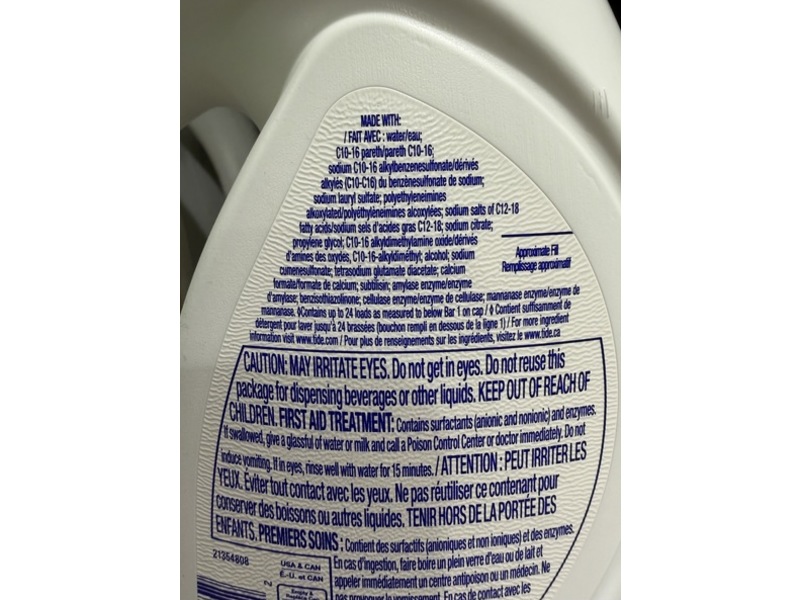 MADE WITH:
/ FAIT AVEC : water/eau;
C10-16 pareth/pareth C10-16;
sodium C10-16 alkylbenzenesulfonate/dérivés
alkylés (C10-C16) du benzènesulfonate de sodium;
sodium lauryl sulfate; polyethyleneimines
alkoxylated/polyéthylèneimines alcoxylées; sodium salts of C12-18
fatty acids/sodium sels d'acides gras C12-18; sodium citrate;
propylene glycol; C10-16 alkyldimethylamine oxide/dérivés
d'amines des oxydes, C10-16-alkyldiméthyl; alcohol; sodium
cumenesulfonate; tetrasodium glutamate diacetate; calcium
formate/formate de calcium; subtilisin; amylase enzyme/enzyme
d'amylase; benzisothiazolinone; cellulase enzyme/enzyme de cellulase; mannanase enzyme/enzyme de
mannanase. ◊Contains up to 24 loads as measured to below Bar 1 on cap / ◊ Contient suffisamment de
détergent pour laver jusqu'à 24 brassées (bouchon rempli en dessous de la ligne 1) / For more ingredient
information visit www.tide.com / Pour plus de renseignements sur les ingrédients, visitez le www.tide.ca
Approximate Fill
Remplissage approximatif
CAUTION: MAY IRRITATE EYES. Do not get in eyes. Do not reuse this
package for dispensing beverages or other liquids. KEEP OUT OF REACH OF
CHILDREN. FIRST AID TREATMENT: Contains surfactants (anionic and nonionic) and enzymes.
If swallowed, give a glassful of water or milk and call a Poison Control Center or doctor immediately. Do not
induce vomiting. If in eyes, rinse well with water for 15 minutes. / ATTENTION : PEUT IRRITER LES
YEUX. Éviter tout contact avec les yeux. Ne pas réutiliser ce contenant pour
conserver des boissons ou autres liquides. TENIR HORS DE LA PORTÉE DES
ENFANTS. PREMIERS SOINS : Contient des surfactifs (anioniques et non ioniques) et des enzymes.
En cas d'ingestion, faire boire un plein verre d'eau ou de lait et
appeler immédiatement un centre antipoison ou un médecin. Ne
pas provoquer le vomissement. En cas de contact avec les
21354808
USA & CAN
É.-U. et CAN
Empty &